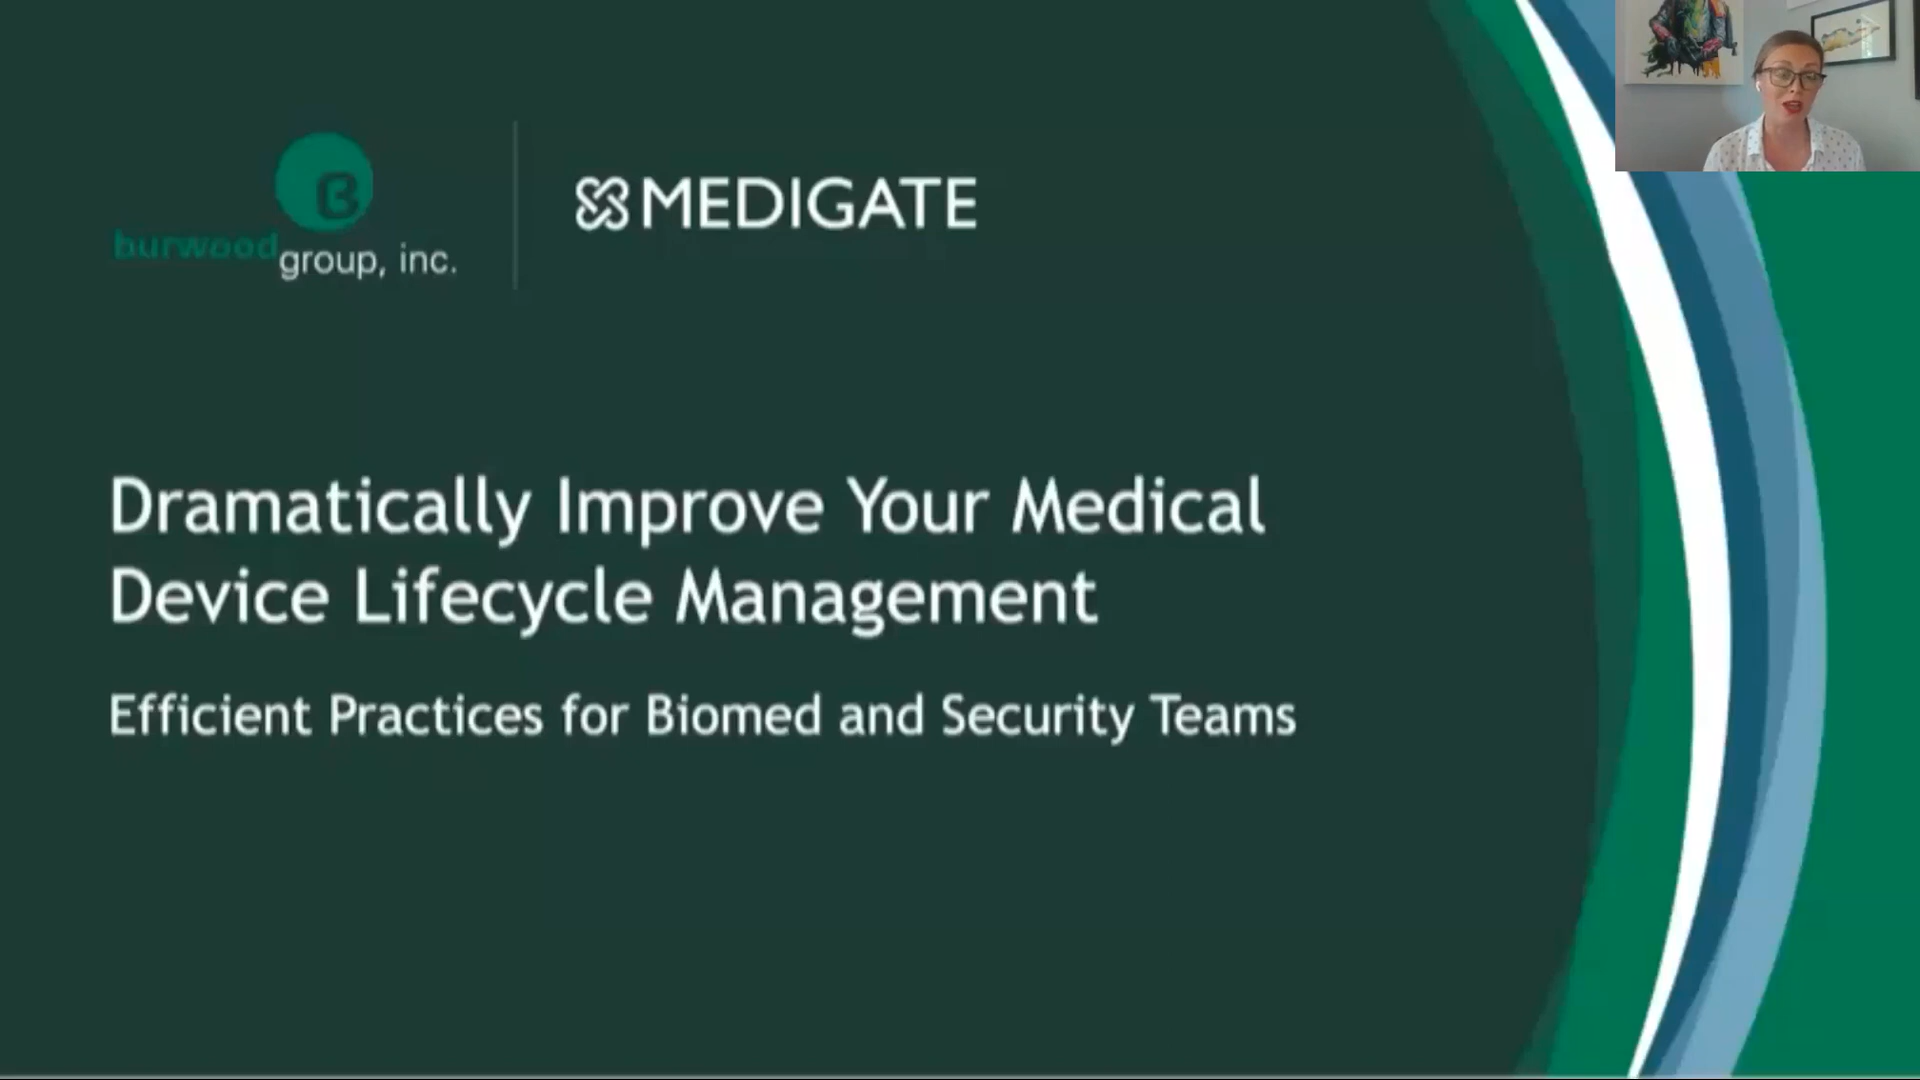 burwood
group, inc.
MEDIGATE
Dramatically Improve Your Medical
Device Lifecycle Management
Efficient Practices for Biomed and Security Teams